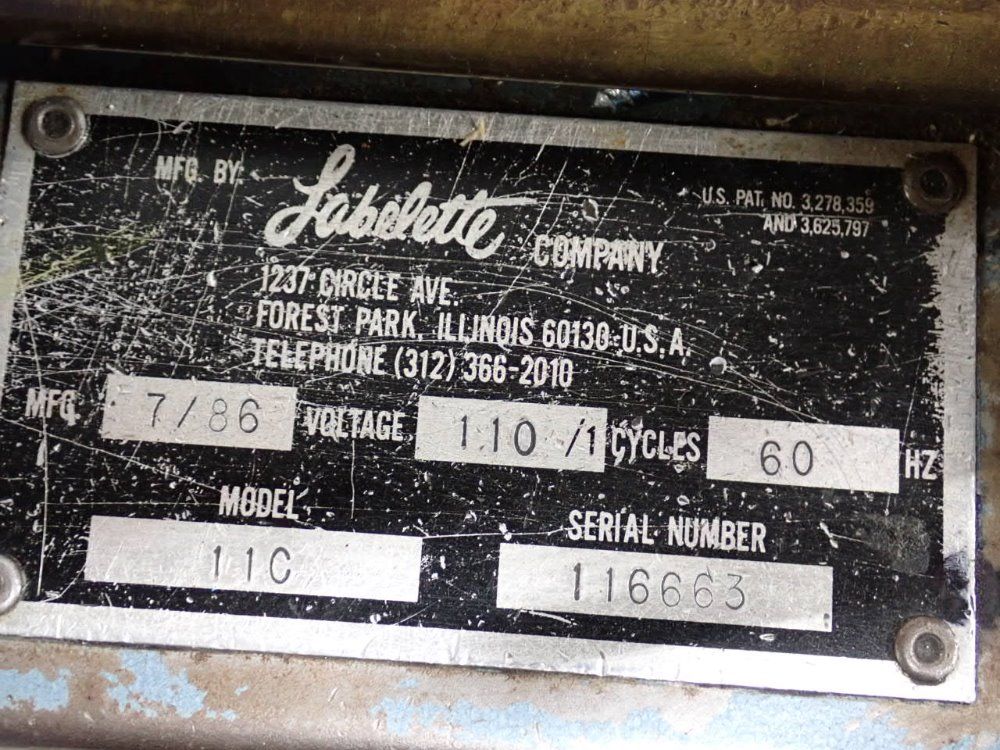 MFG. BY: Labelette COMPANY
U.S. PAT. NO. 3,278,359
AND 3,625,797
1237 CIRCLE AVE.
FOREST PARK, ILLINOIS 60130 U.S.A.
TELEPHONE (312) 366-2010
MFG. 7/86 VOLTAGE 110 /1 CYCLES 60 HZ
MODEL
11C
SERIAL NUMBER
116663